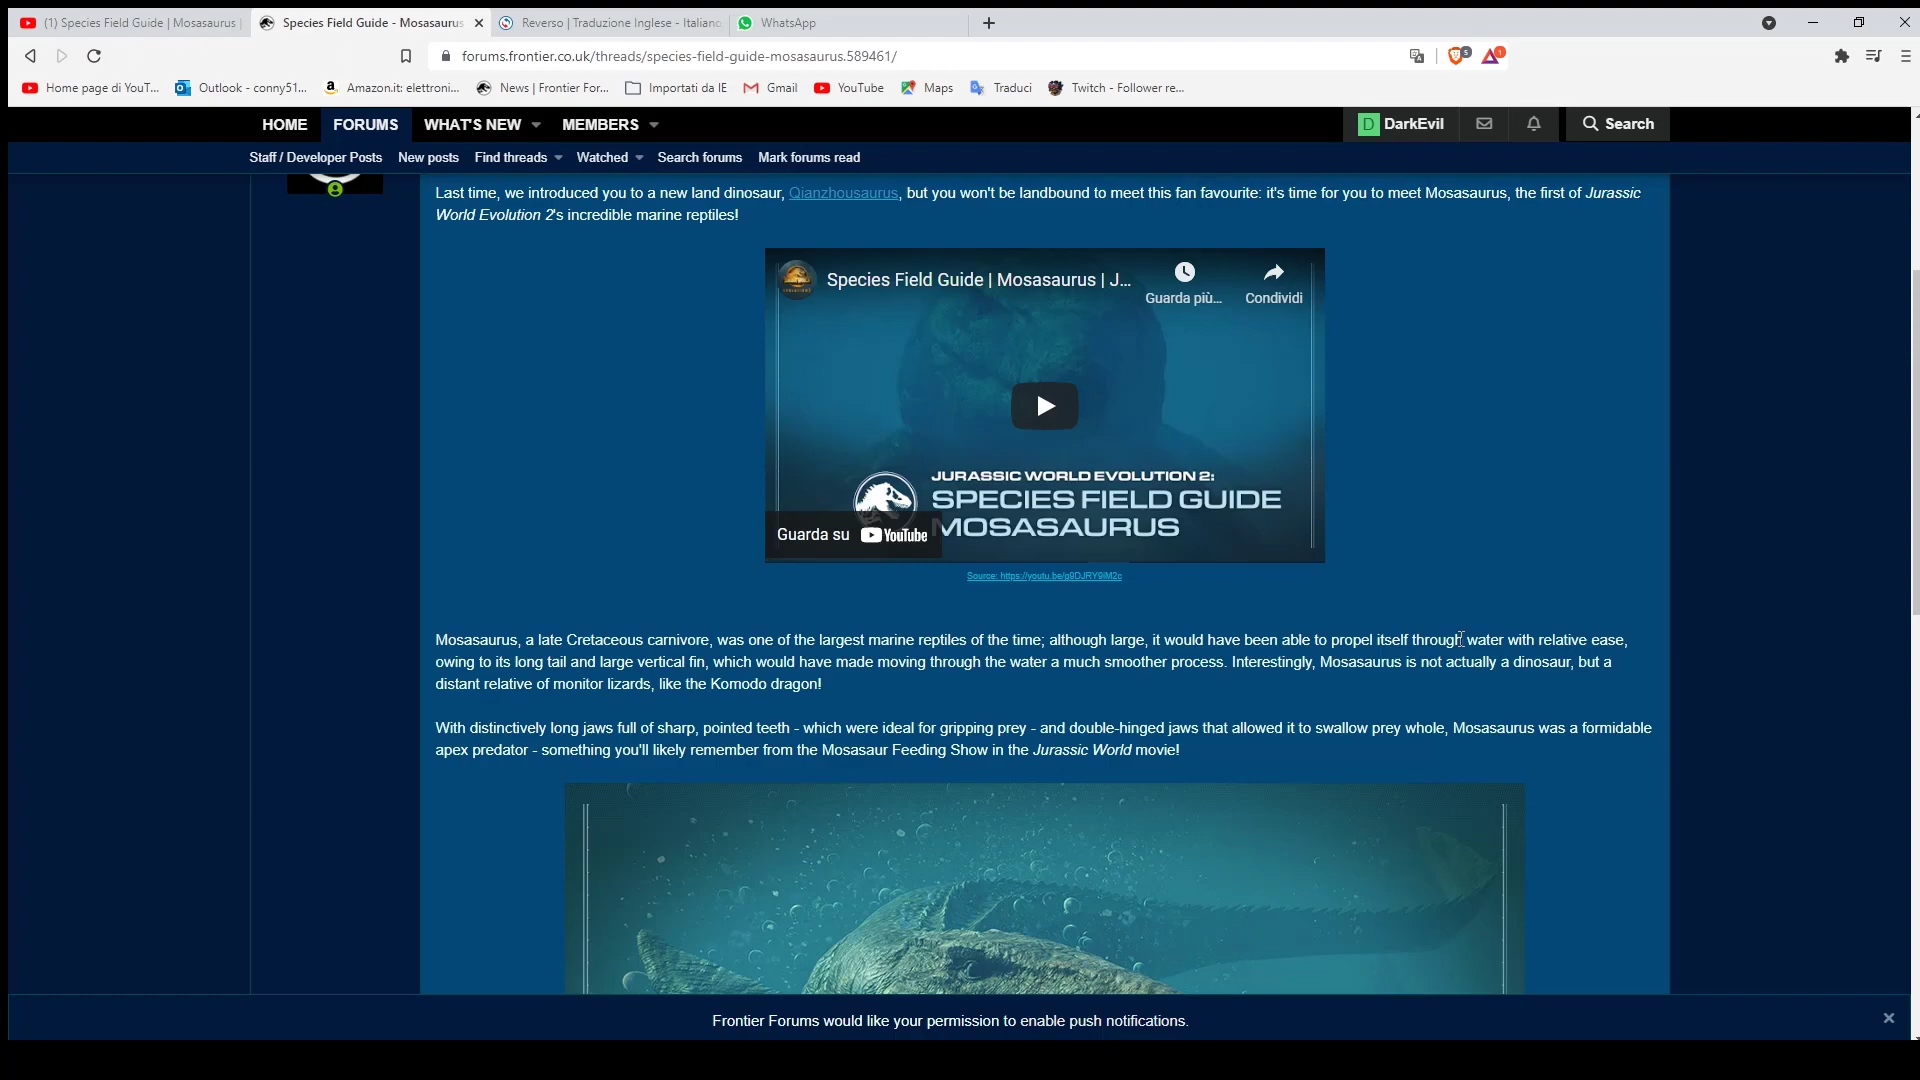 (1) Species Field Guide | Mosasaurus |
Species Field Guide - Mosasaurus
Reverso | Traduzione Inglese - Italiano
WhatsApp
forums.frontier.co.uk/threads/species-field-guide-mosasaurus.589461/
5
1
Home page di YouT...
Outlook - conny51...
Amazon.it: elettroni...
News | Frontier For...
Importati da IE
Gmail
YouTube
Maps
Traduci
Twitch - Follower re...
HOME FORUMS WHAT'S NEW MEMBERS
D DarkEvil
Search
Staff / Developer Posts New posts Find threads Watched Search forums Mark forums read
Last time, we introduced you to a new land dinosaur, Qianzhousaurus, but you won't be landbound to meet this fan favourite: it's time for you to meet Mosasaurus, the first of Jurassic
World Evolution 2's incredible marine reptiles!
Species Field Guide | Mosasaurus | J...
Guarda più...
Condividi
JURASSIC WORLD EVOLUTION 2:
SPECIES FIELD GUIDE
MOSASAURUS
Guarda su YouTube
Source: https://youtu.be/g9DJRY9iM2c
Mosasaurus, a late Cretaceous carnivore, was one of the largest marine reptiles of the time; although large, it would have been able to propel itself through water with relative ease,
owing to its long tail and large vertical fin, which would have made moving through the water a much smoother process. Interestingly, Mosasaurus is not actually a dinosaur, but a
distant relative of monitor lizards, like the Komodo dragon!
With distinctively long jaws full of sharp, pointed teeth - which were ideal for gripping prey - and double-hinged jaws that allowed it to swallow prey whole, Mosasaurus was a formidable
apex predator - something you'll likely remember from the Mosasaur Feeding Show in the Jurassic World movie!
Frontier Forums would like your permission to enable push notifications.